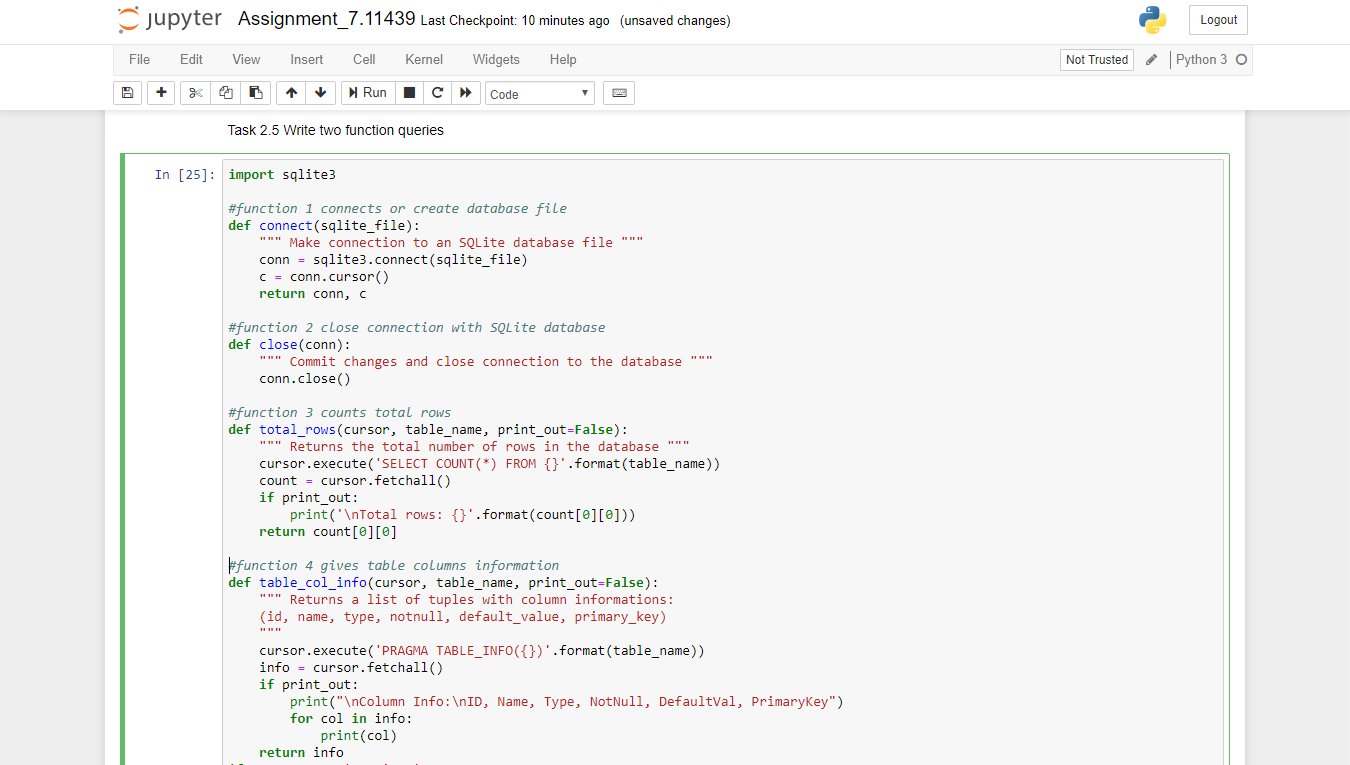 jupyter Assignment_7.11439 Last Checkpoint: 10 minutes ago (unsaved changes) Logout
File Edit View Insert Cell Kernel Widgets Help Not Trusted Python 3
Run Code
Task 2.5 Write two function queries
In [25]: import sqlite3
#function 1 connects or create database file
def connect(sqlite_file):
    """ Make connection to an SQLite database file """
    conn = sqlite3.connect(sqlite_file)
    c = conn.cursor()
    return conn, c
#function 2 close connection with SQLite database
def close(conn):
    """ Commit changes and close connection to the database """
    conn.close()
#function 3 counts total rows
def total_rows(cursor, table_name, print_out=False):
    """ Returns the total number of rows in the database """
    cursor.execute('SELECT COUNT(*) FROM {}'.format(table_name))
    count = cursor.fetchall()
    if print_out:
        print('\nTotal rows: {}'.format(count[0][0]))
    return count[0][0]
#function 4 gives table columns information
def table_col_info(cursor, table_name, print_out=False):
    """ Returns a list of tuples with column informations:
    (id, name, type, notnull, default_value, primary_key)
    """
    cursor.execute('PRAGMA TABLE_INFO({})'.format(table_name))
    info = cursor.fetchall()
    if print_out:
        print("\nColumn Info:\nID, Name, Type, NotNull, DefaultVal, PrimaryKey")
        for col in info:
            print(col)
    return info